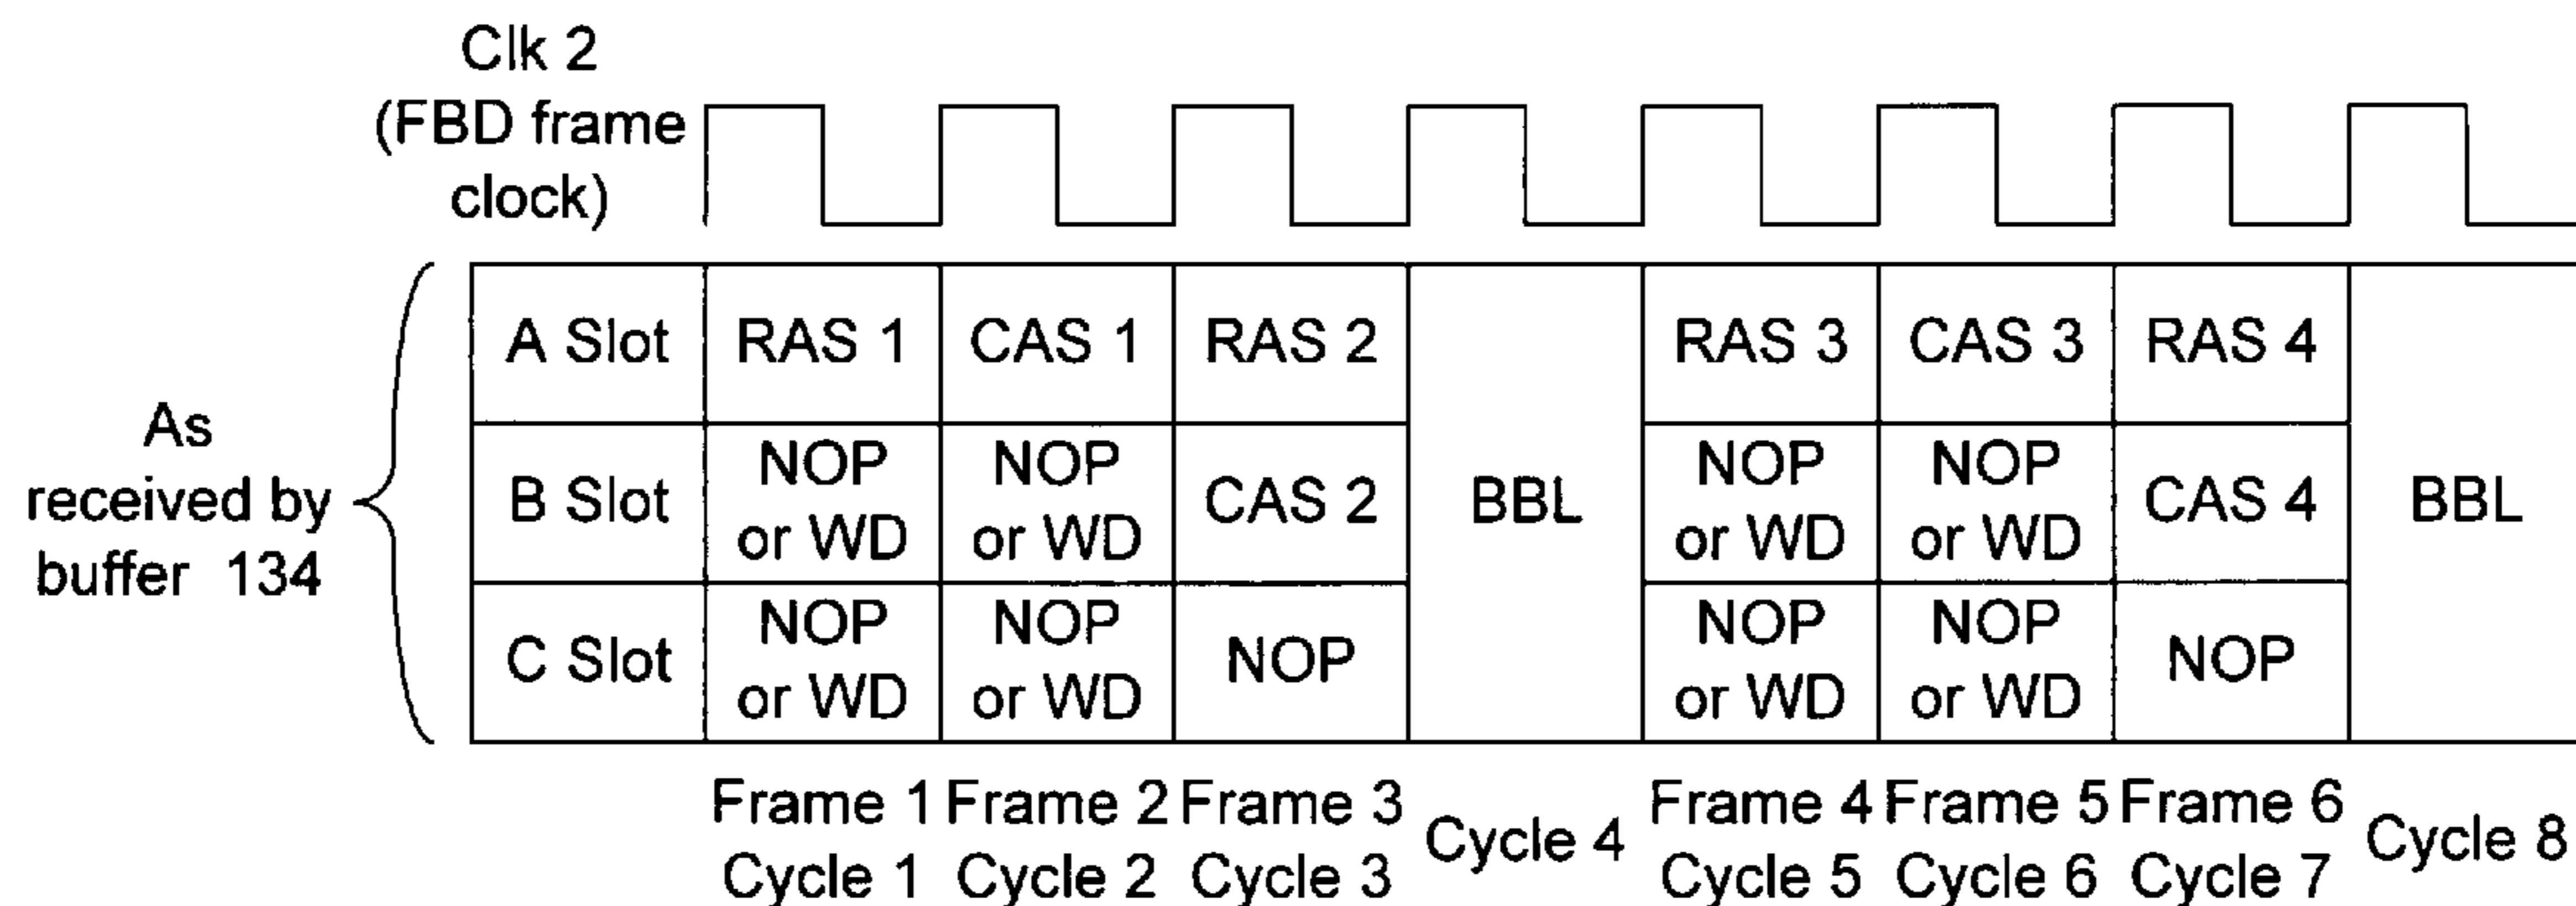 Clk 2
(FBD frame
clock)
As
received by
buffer 134
A Slot RAS 1 CAS 1 RAS 2 RAS 3 CAS 3 RAS 4
B Slot NOP or WD NOP or WD CAS 2 BBL NOP or WD NOP or WD CAS 4 BBL
C Slot NOP or WD NOP or WD NOP NOP or WD NOP or WD NOP
Frame 1 Frame 2 Frame 3 Frame 4 Frame 5 Frame 6
Cycle 1 Cycle 2 Cycle 3 Cycle 4 Cycle 5 Cycle 6 Cycle 7 Cycle 8